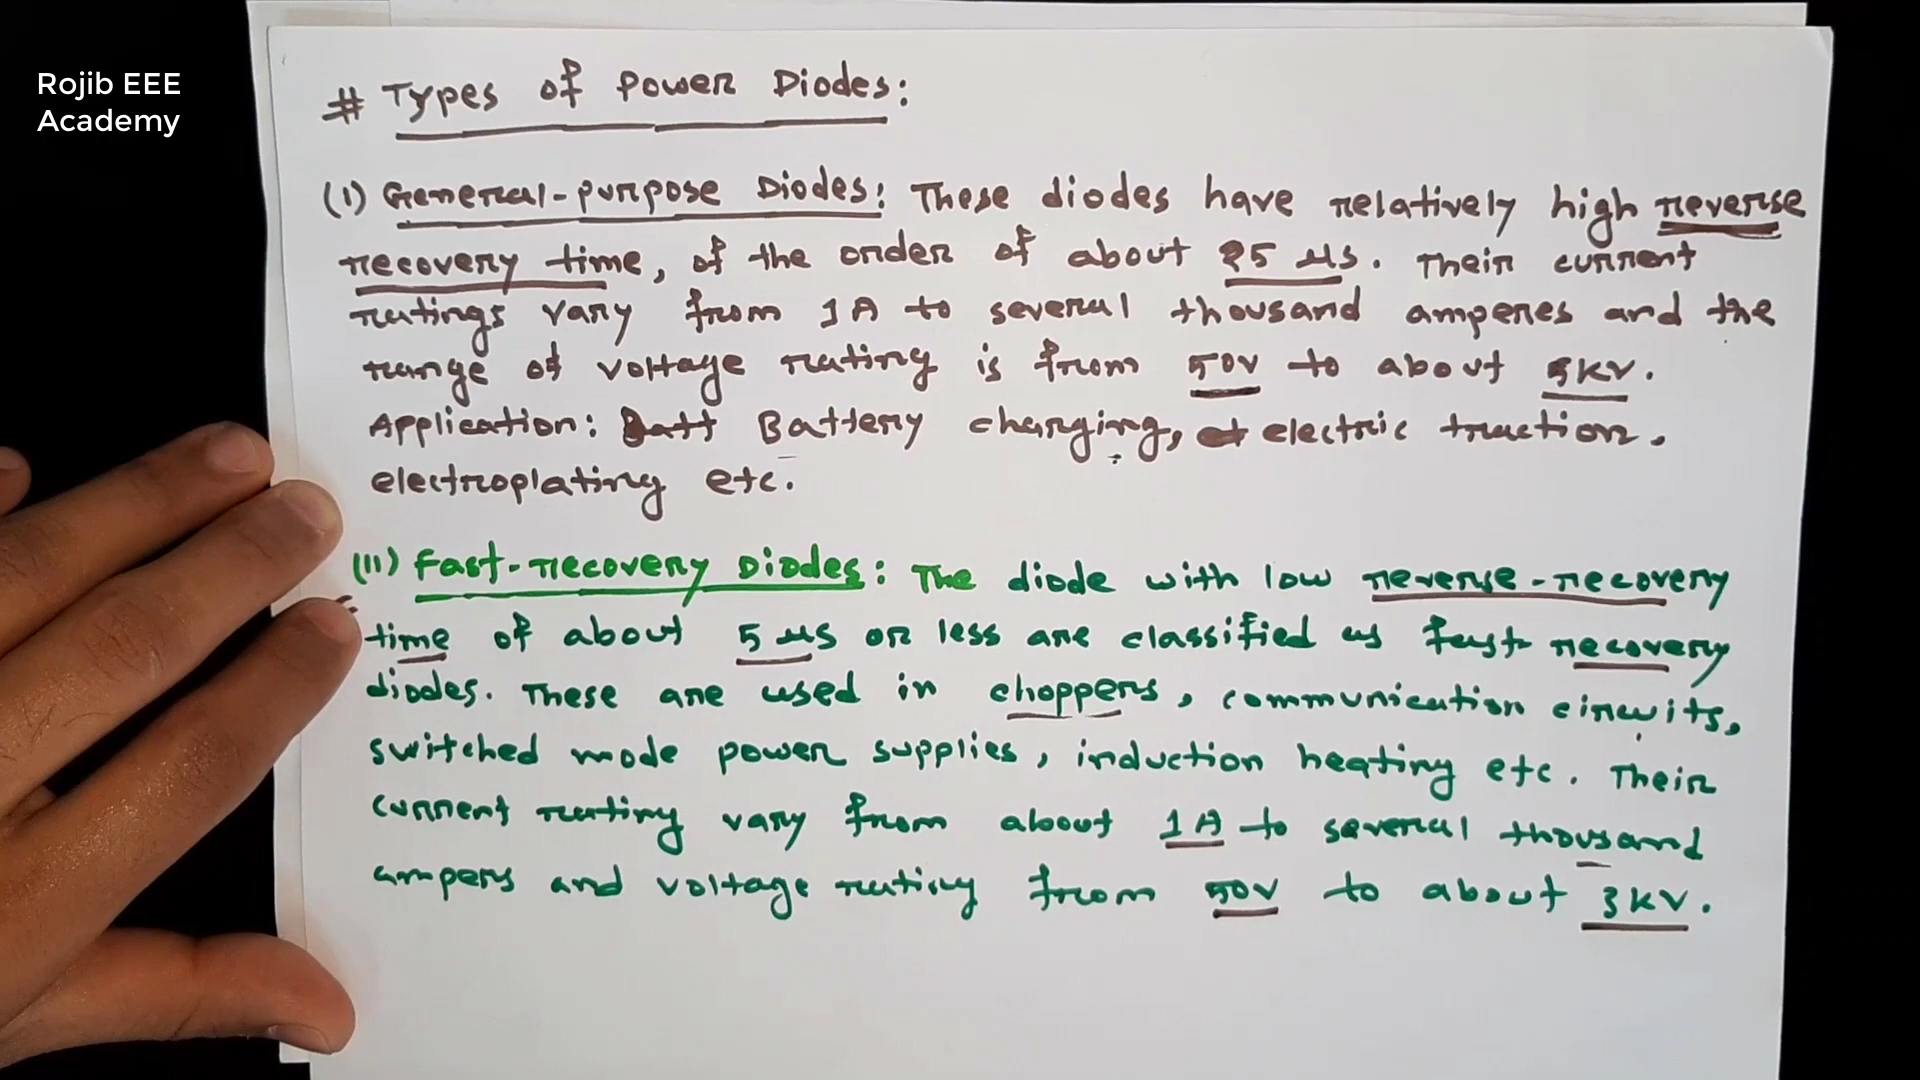 Rojib EEE
Academy
# Types of Power Diodes:
(I) General-purpose Diodes: These diodes have relatively high reverse
recovery time, of the order of about 25 µs. Their current
ratings vary from 1A to several thousand amperes and the
range of voltage rating is from 50V to about 5KV.
Application: Batt Battery charging, electric traction.
electroplating etc.
(II) Fast-recovery Diodes: The diode with low reverse-recovery
time of about 5 µs or less are classified as fast recovery
diodes. These are used in choppers, communication circuits,
switched mode power supplies, induction heating etc. Their
current rating vary from about 1A to several thousand
ampers and voltage rating from 50V to about 3KV.